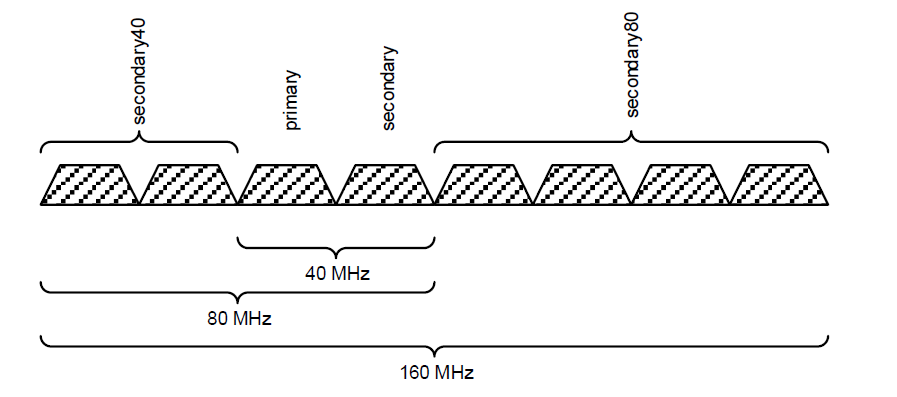 secondary40
primary
secondary
secondary80
40 MHz
80 MHz
160 MHz